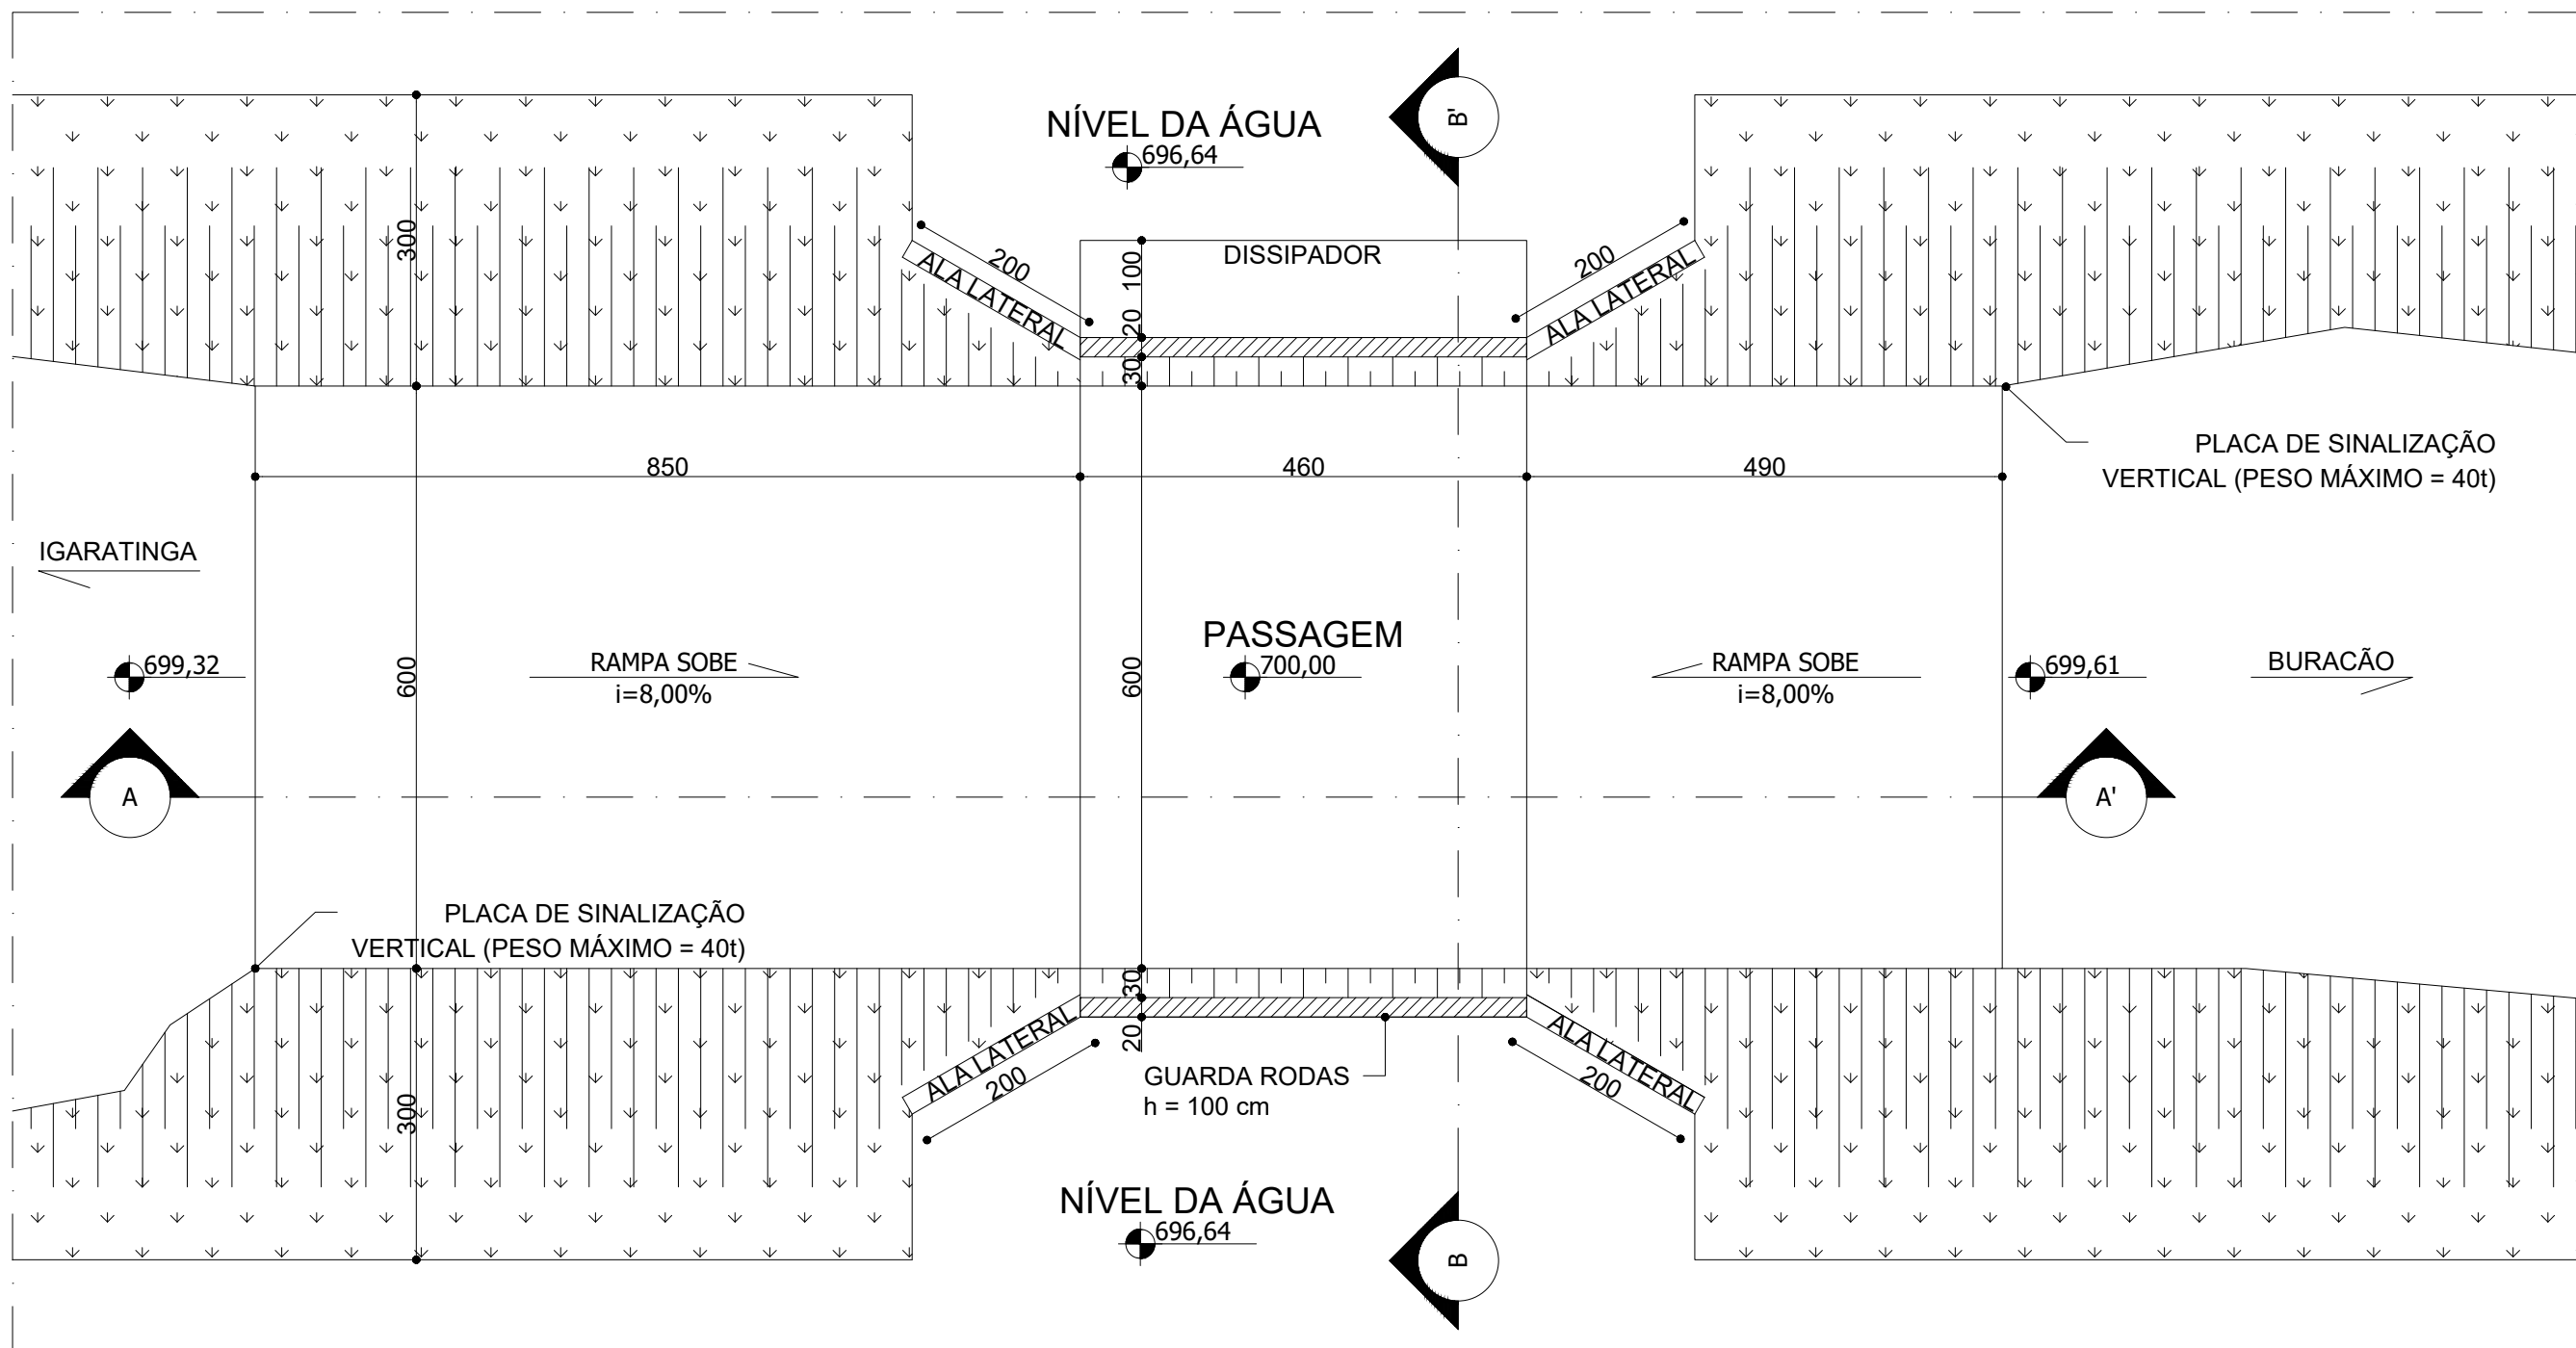 B'
NÍVEL DA ÁGUA
696,64
300
200
ALA LATERAL
100
DISSIPADOR
200
ALA LATERAL
20
30
PLACA DE SINALIZAÇÃO
VERTICAL (PESO MÁXIMO = 40t)
850
460
490
IGARATINGA
699,32
600
RAMPA SOBE
i=8,00%
PASSAGEM
700,00
600
RAMPA SOBE
i=8,00%
699,61
BURACÃO
A
A'
PLACA DE SINALIZAÇÃO
VERTICAL (PESO MÁXIMO = 40t)
30
20
ALA LATERAL
200
ALA LATERAL
200
GUARDA RODAS
h = 100 cm
300
NÍVEL DA ÁGUA
696,64
B